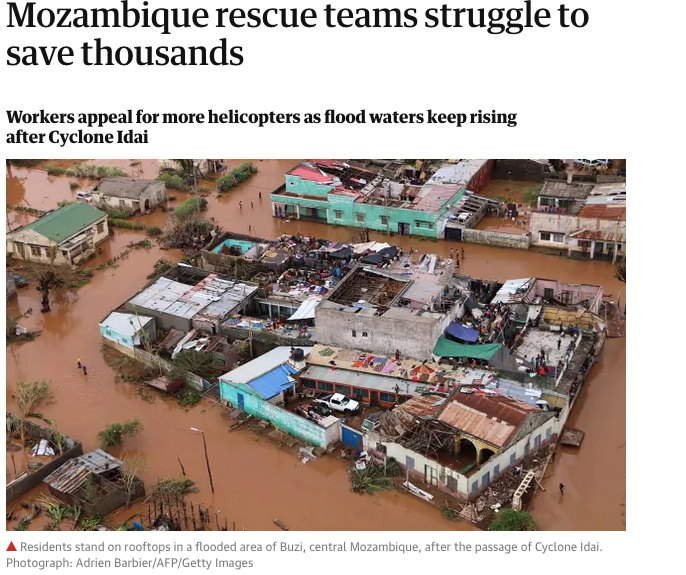 Mozambique rescue teams struggle to
save thousands
Workers appeal for more helicopters as flood waters keep rising
after Cyclone Idai
Residents stand on rooftops in a flooded area of Buzi, central Mozambique, after the passage of Cyclone Idai.
Photograph: Adrien Barbier/AFP/Getty Images